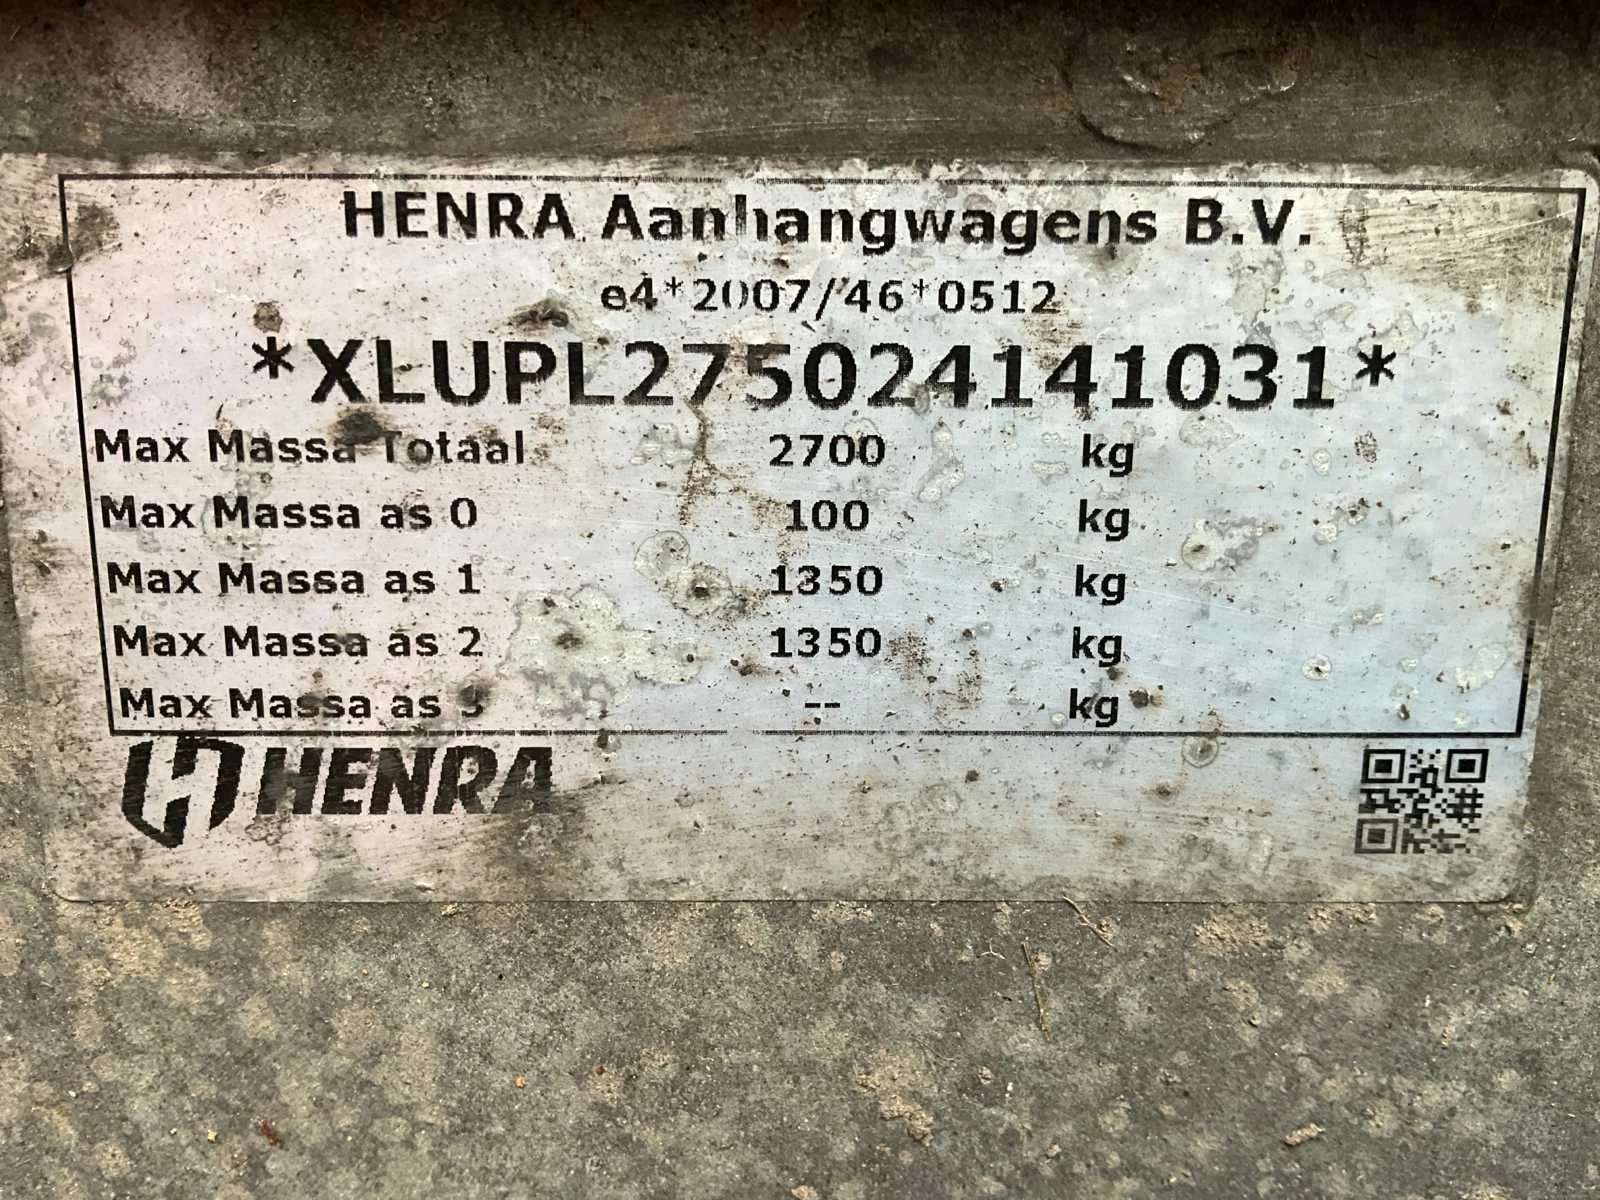 HENRA Aanhangwagens B.V.
e4*2007/46*0512
*XLUPL275024141031*
Max Massa Totaal 2700 kg
Max Massa as 0 100 kg
Max Massa as 1 1350 kg
Max Massa as 2 1350 kg
Max Massa as 3 -- kg
HENRA